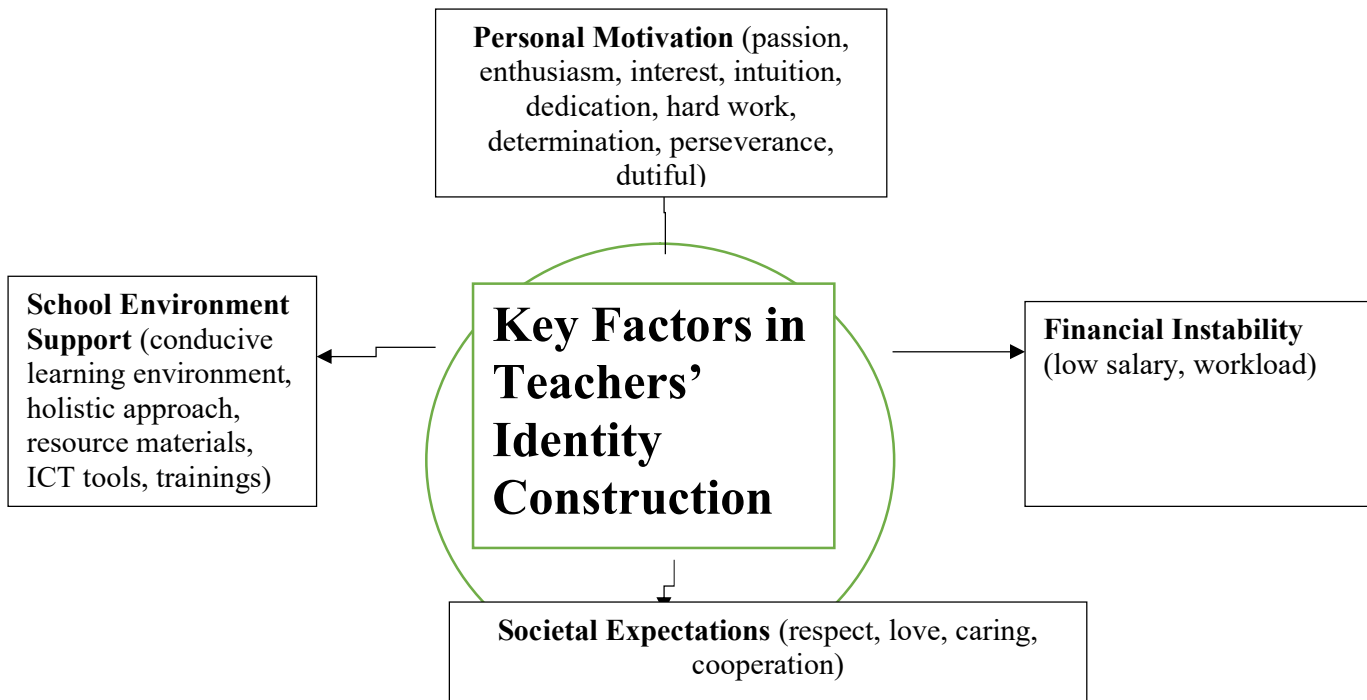 Personal Motivation (passion,
enthusiasm, interest, intuition,
dedication, hard work,
determination, perseverance,
dutiful)
School Environment
Support (conducive
learning environment,
holistic approach,
resource materials,
ICT tools, trainings)
Key Factors in
Teachers’
Identity
Construction
Financial Instability
(low salary, workload)
Societal Expectations (respect, love, caring,
cooperation)